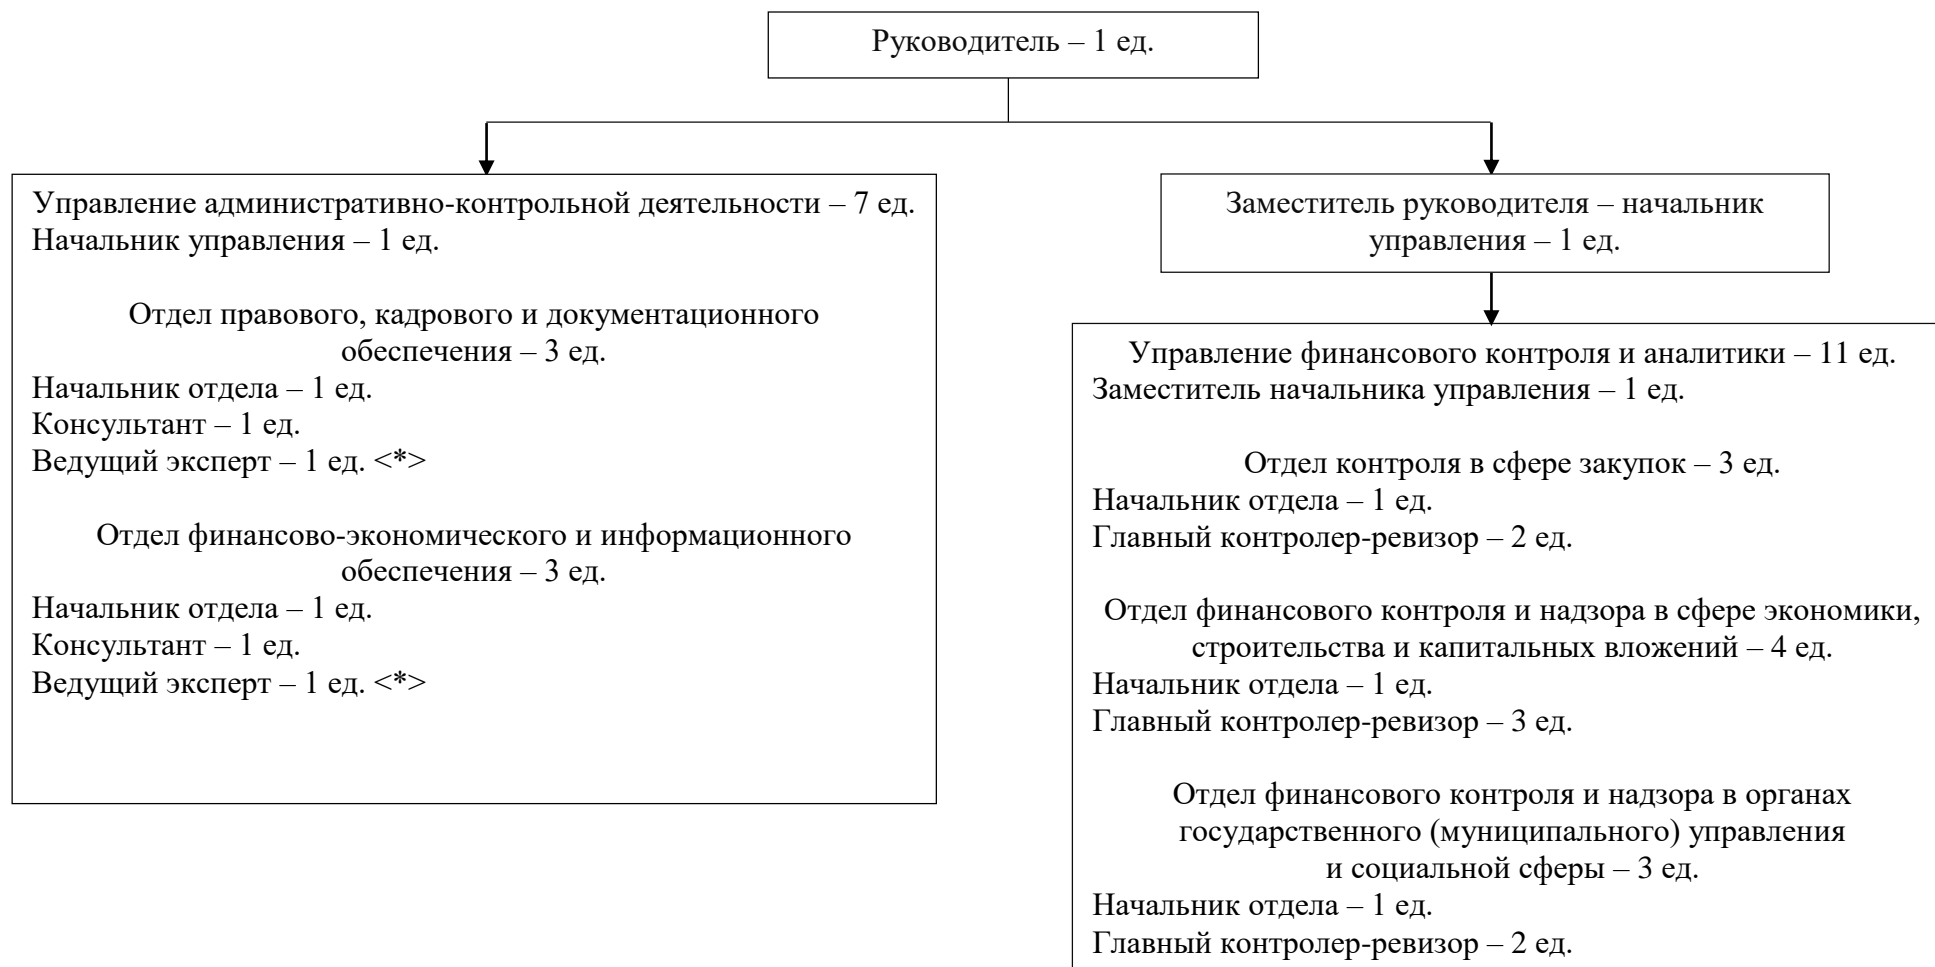 Руководитель – 1 ед.
Управление административно-контрольной деятельности – 7 ед.
Начальник управления – 1 ед.
Отдел правового, кадрового и документационного
обеспечения – 3 ед.
Начальник отдела – 1 ед.
Консультант – 1 ед.
Ведущий эксперт – 1 ед. <*>
Отдел финансово-экономического и информационного
обеспечения – 3 ед.
Начальник отдела – 1 ед.
Консультант – 1 ед.
Ведущий эксперт – 1 ед. <*>
Заместитель руководителя – начальник
управления – 1 ед.
Управление финансового контроля и аналитики – 11 ед.
Заместитель начальника управления – 1 ед.
Отдел контроля в сфере закупок – 3 ед.
Начальник отдела – 1 ед.
Главный контролер-ревизор – 2 ед.
Отдел финансового контроля и надзора в сфере экономики,
строительства и капитальных вложений – 4 ед.
Начальник отдела – 1 ед.
Главный контролер-ревизор – 3 ед.
Отдел финансового контроля и надзора в органах
государственного (муниципального) управления
и социальной сферы – 3 ед.
Начальник отдела – 1 ед.
Главный контролер-ревизор – 2 ед.